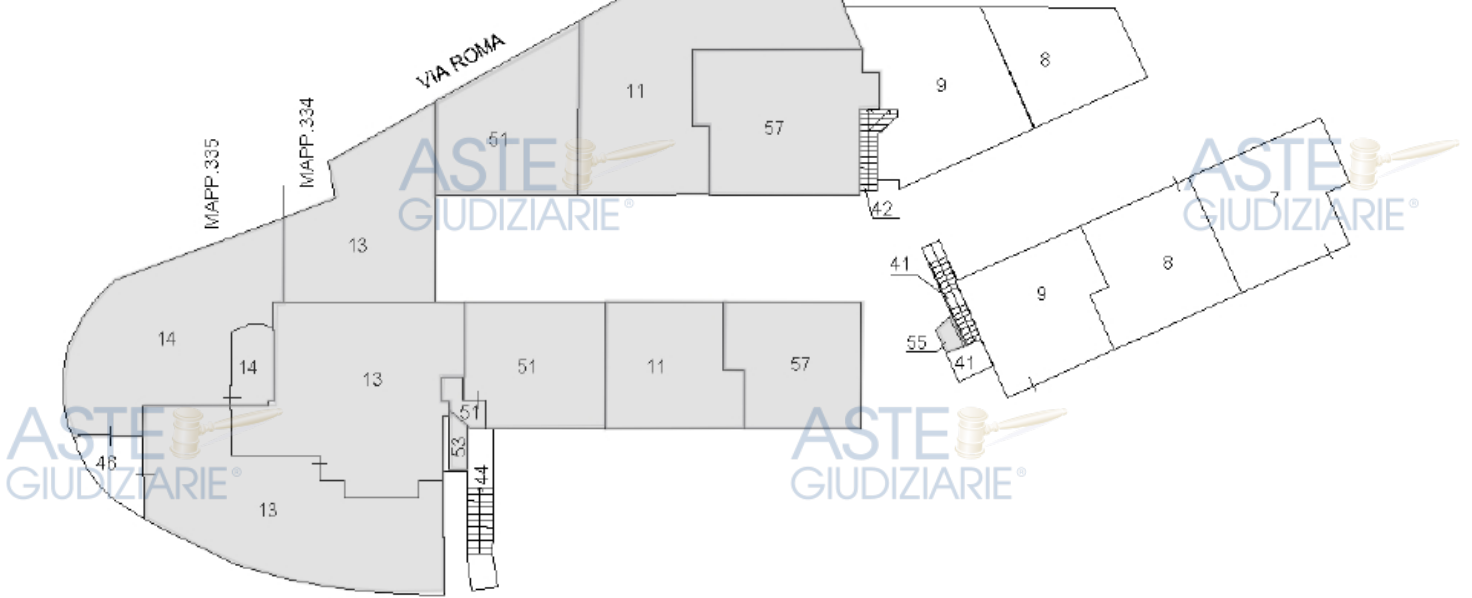 VIA ROMA
MAPP.334
MAPP.335
8
9
11
51
57
ASTE
GIUDIZIARIE®
ASTE
GIUDIZIARIE®
7
42
13
8
41
9
14
55
41
14
13
51
11
57
51
53
ASTE
GIUDIZIARIE®
ASTE
GIUDIZIARIE®
46
44
13